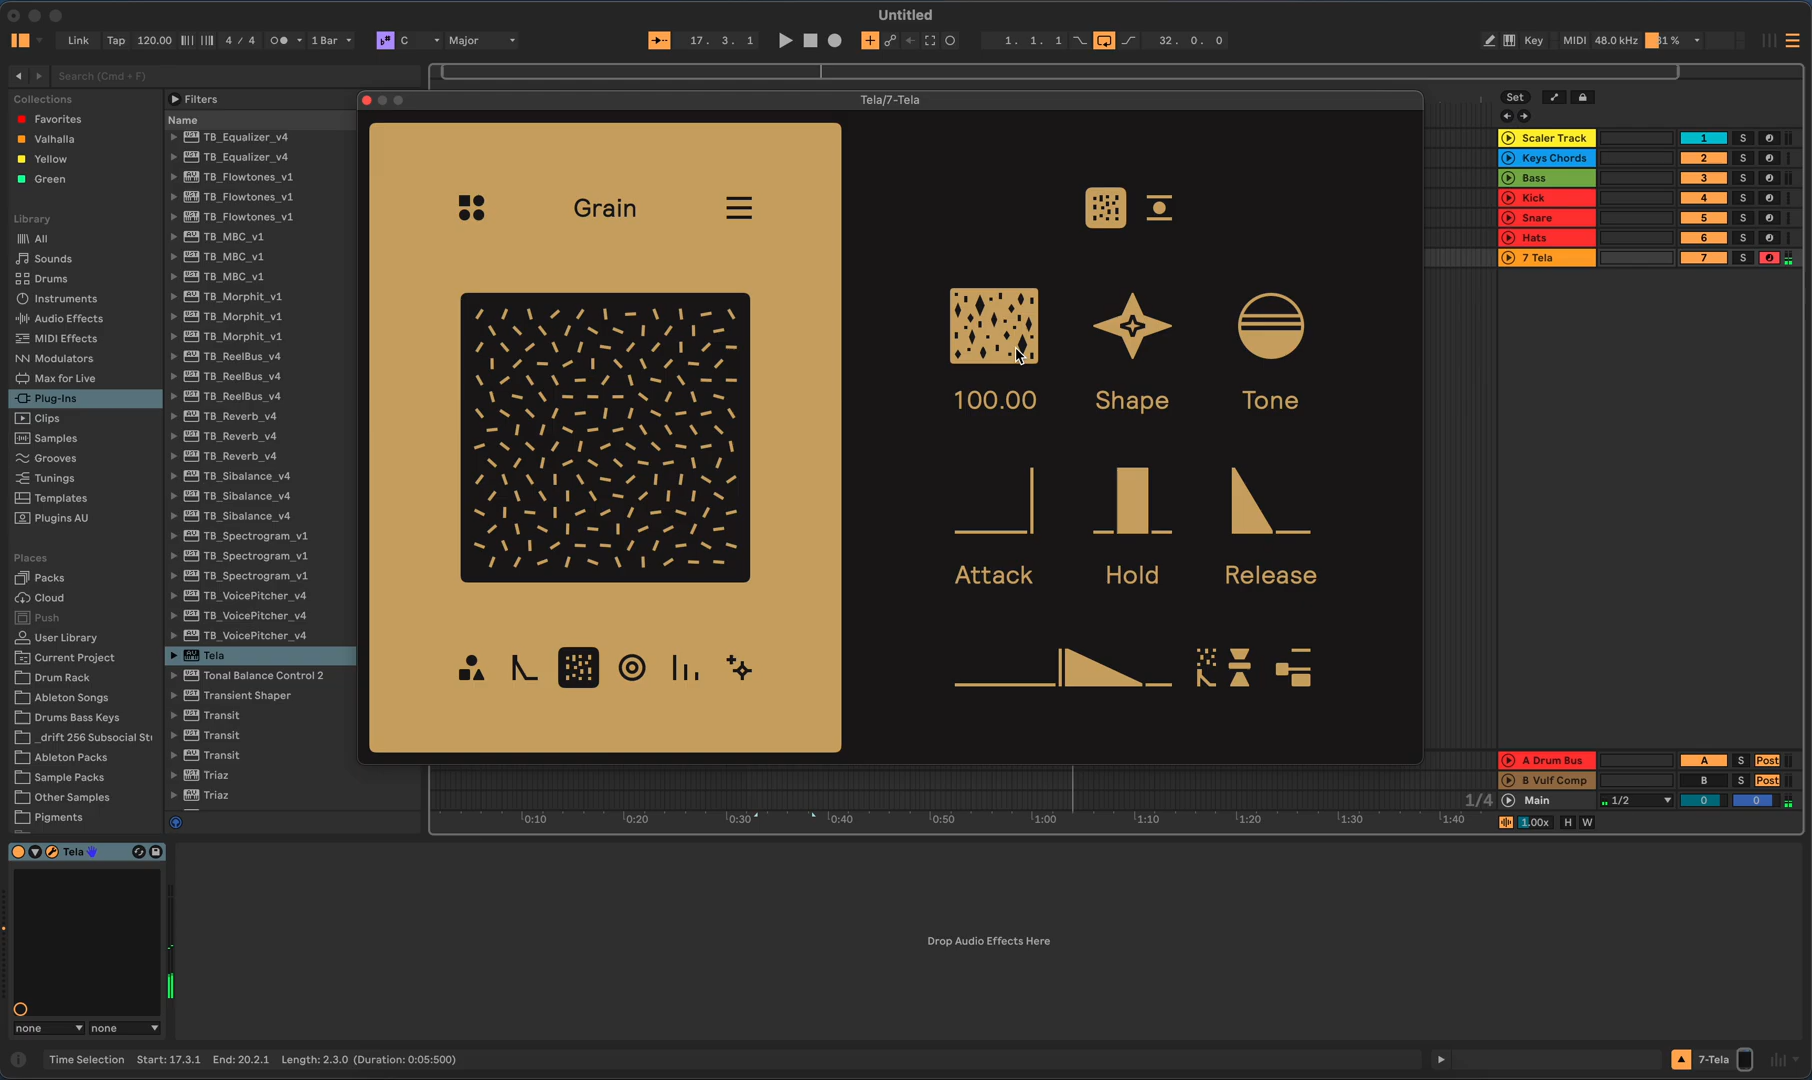 Untitled
Link Tap 120.00 4 / 4 1 Bar C Major 17. 3. 1 1. 1. 1 32. 0. 0 Key MIDI 48.0 kHz
Search (Cmd + F)
Collections
Favorites
Valhalla
Yellow
Green
Library
All
Sounds
Drums
Instruments
Audio Effects
MIDI Effects
Modulators
Max for Live
Plug-Ins
Clips
Samples
Grooves
Tunings
Templates
Plugins AU
Places
Packs
Cloud
Push
User Library
Current Project
Drum Rack
Ableton Songs
Drums Bass Keys
_drift 256 Subsocial Stu
Ableton Packs
Sample Packs
Other Samples
Pigments
Filters
Name
TB_Equalizer_v4
TB_Equalizer_v4
TB_Flowtones_v1
TB_Flowtones_v1
TB_Flowtones_v1
TB_MBC_v1
TB_MBC_v1
TB_MBC_v1
TB_Morphit_v1
TB_Morphit_v1
TB_Morphit_v1
TB_ReelBus_v4
TB_ReelBus_v4
TB_ReelBus_v4
TB_Reverb_v4
TB_Reverb_v4
TB_Reverb_v4
TB_Sibalance_v4
TB_Sibalance_v4
TB_Sibalance_v4
TB_Spectrogram_v1
TB_Spectrogram_v1
TB_Spectrogram_v1
TB_VoicePitcher_v4
TB_VoicePitcher_v4
TB_VoicePitcher_v4
Tela
Tonal Balance Control 2
Transient Shaper
Transit
Transit
Transit
Triaz
Triaz
Tela/7-Tela
Grain
100.00 Shape Tone
Attack Hold Release
Set
Scaler Track 1 S
Keys Chords 2 S
Bass 3 S
Kick 4 S
Snare 5 S
Hats 6 S
7 Tela 7 S
A Drum Bus A S Post
B Vulf Comp B S Post
1/4 Main 1/2 0 0
0:10 0:20 0:30 0:40 0:50 1:00 1:10 1:20 1:30 1:40 1.00x H W
Tela
Drop Audio Effects Here
none none
Time Selection Start: 17.3.1 End: 20.2.1 Length: 2.3.0 (Duration: 0:05:500) 7-Tela